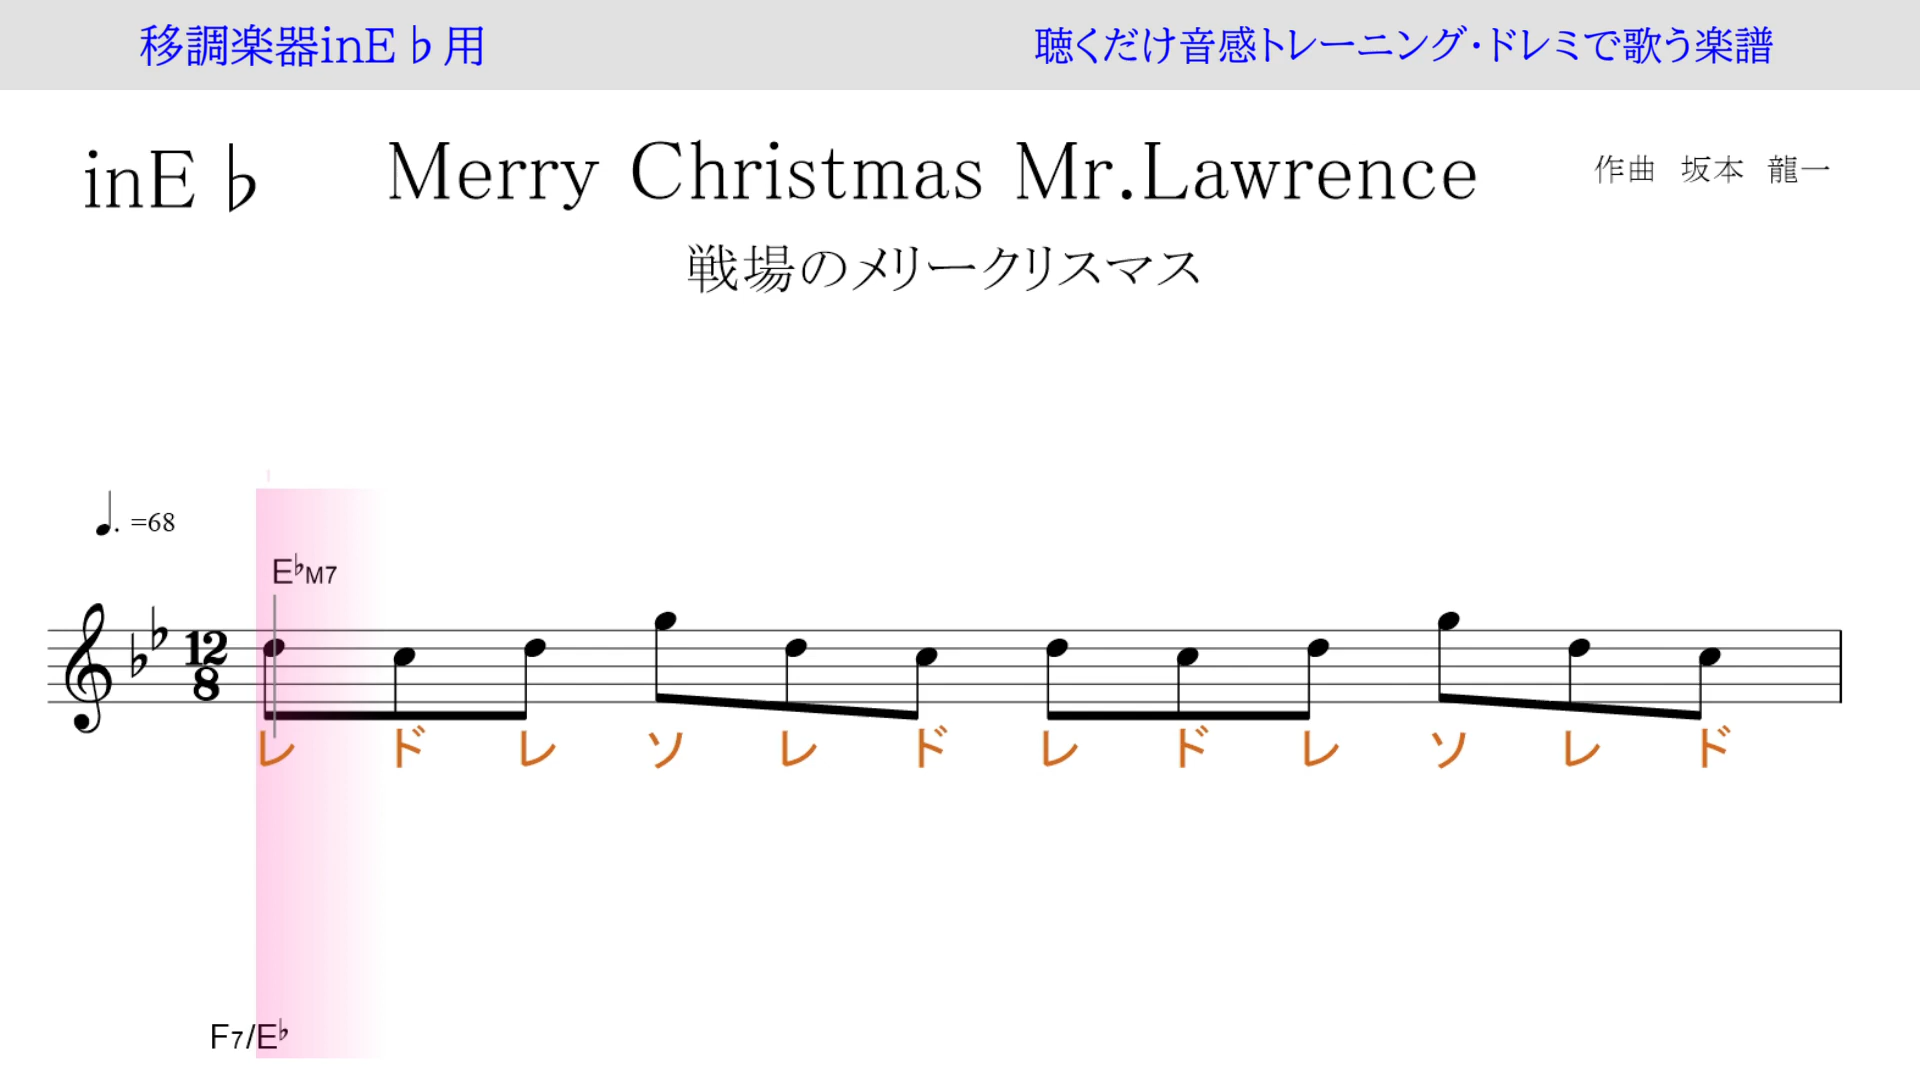 移調楽器inE♭用 聴くだけ音感トレーニング・ドレミで歌う楽譜
inE♭ Merry Christmas Mr.Lawrence 作曲 坂本 龍一
戦場のメリークリスマス
♩. =68
E♭M7
12
8
レ ド レ ソ レ ド レ ド レ ソ レ ド
F7/E♭